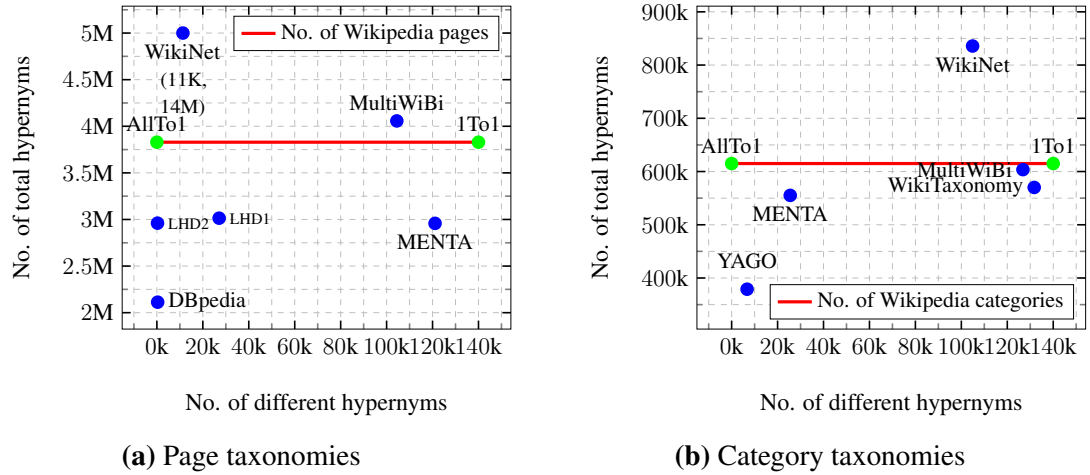 5M
4.5M
4M
3.5M
3M
2.5M
2M
No. of total hypernyms
No. of Wikipedia pages
WikiNet
(11K,
14M)
MultiWiBi
AllTo1
1To1
LHD2
LHD1
MENTA
DBpedia
0k 20k 40k 60k 80k 100k 120k 140k
No. of different hypernyms
(a) Page taxonomies
900k
800k
700k
600k
500k
400k
No. of total hypernyms
WikiNet
AllTo1
1To1
MultiWiBi
WikiTaxonomy
MENTA
YAGO
No. of Wikipedia categories
0k 20k 40k 60k 80k 100k 120k 140k
No. of different hypernyms
(b) Category taxonomies